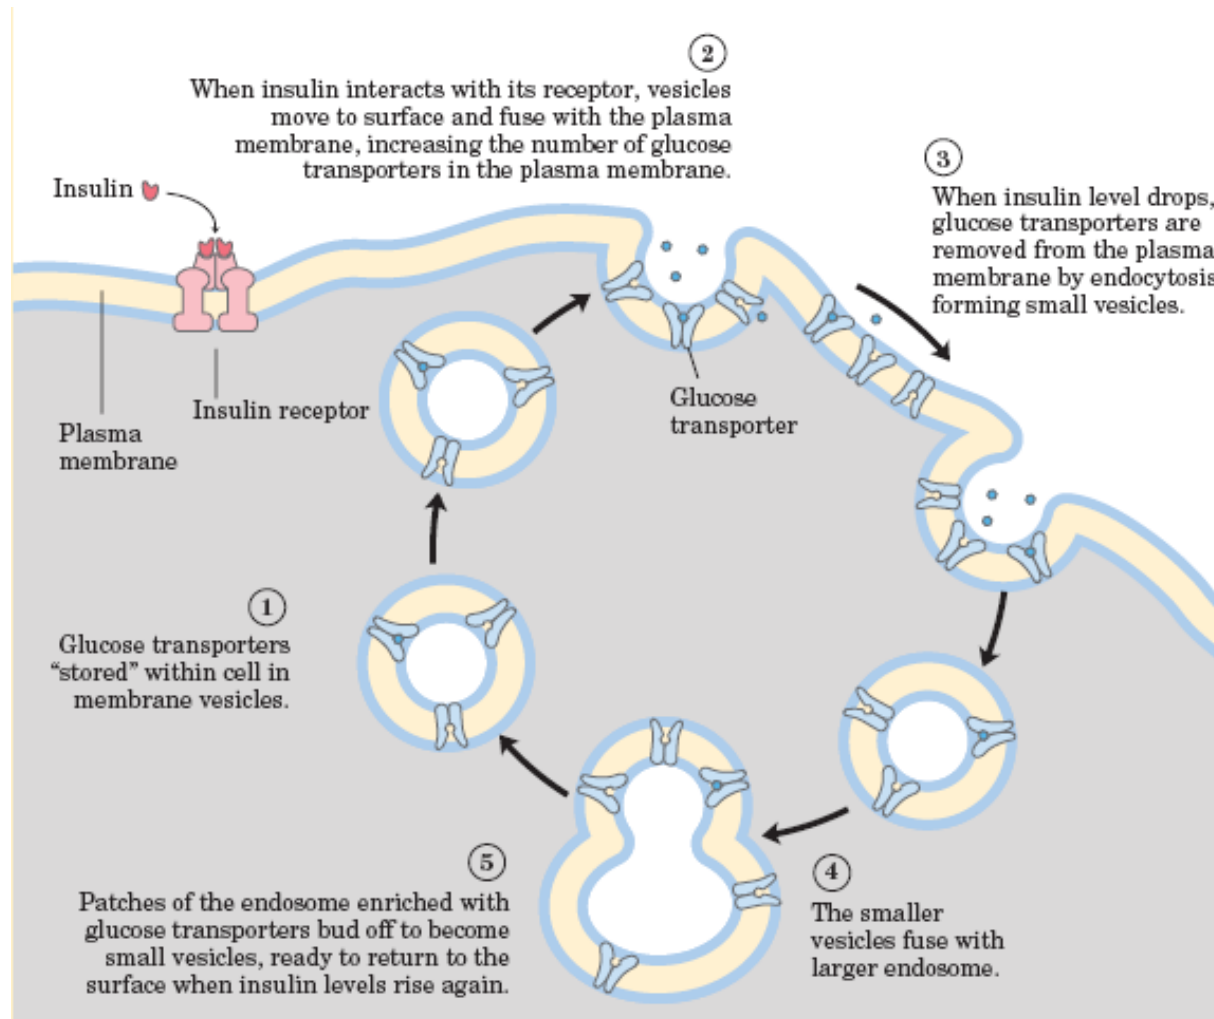 2
When insulin interacts with its receptor, vesicles
move to surface and fuse with the plasma
membrane, increasing the number of glucose
transporters in the plasma membrane.
3
When insulin level drops,
glucose transporters are
removed from the plasma
membrane by endocytosis
forming small vesicles.
Insulin
Insulin receptor
Plasma
membrane
Glucose
transporter
1
Glucose transporters
“stored” within cell in
membrane vesicles.
5
Patches of the endosome enriched with
glucose transporters bud off to become
small vesicles, ready to return to the
surface when insulin levels rise again.
4
The smaller
vesicles fuse with
larger endosome.